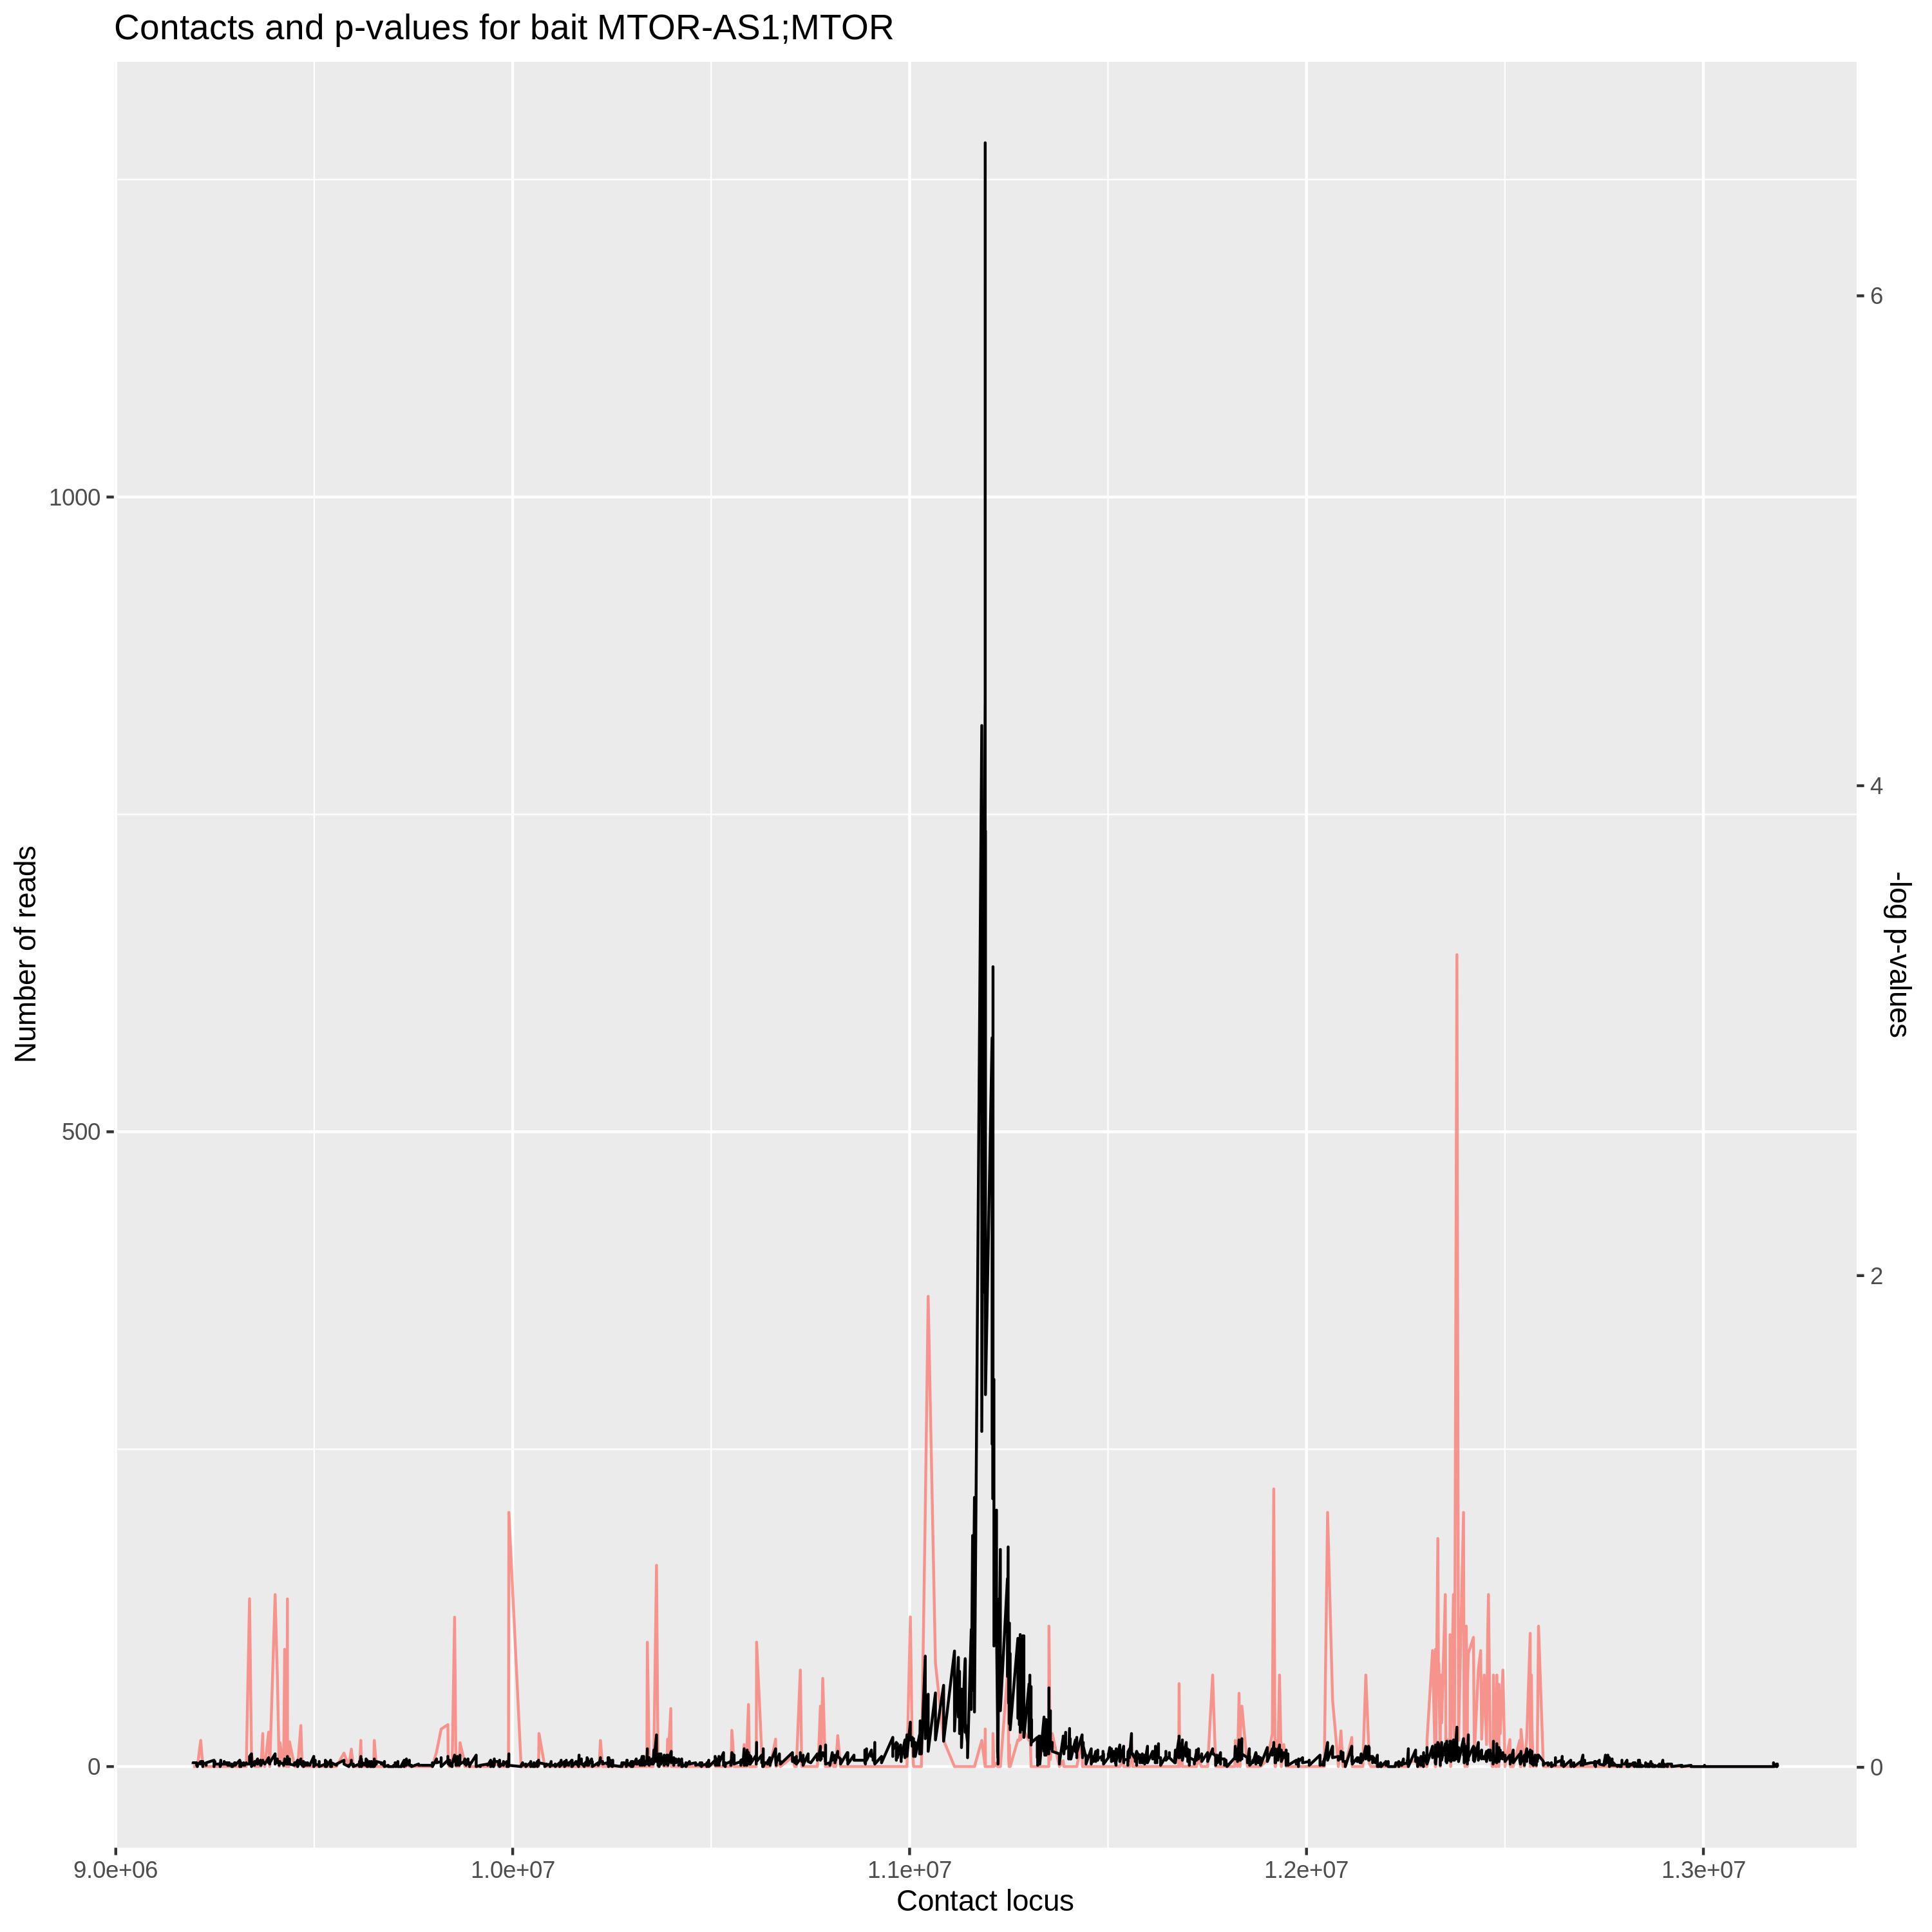 Contacts and p-values for bait MTOR-AS1;MTOR
Number of reads
1000
500
0
-log p-values
6
4
2
0
9.0e+06
1.0e+07
1.1e+07
1.2e+07
1.3e+07
Contact locus